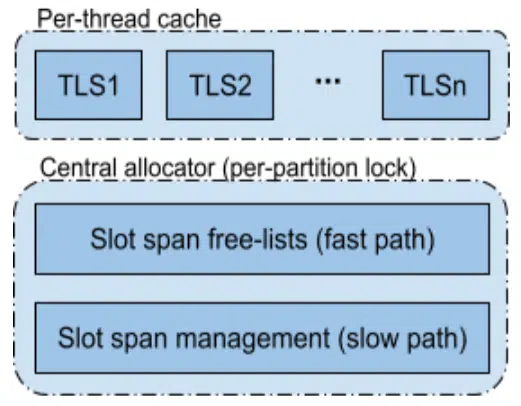 Per-thread cache
TLS1 TLS2 ... TLSn
Central allocator (per-partition lock)
Slot span free-lists (fast path)
Slot span management (slow path)